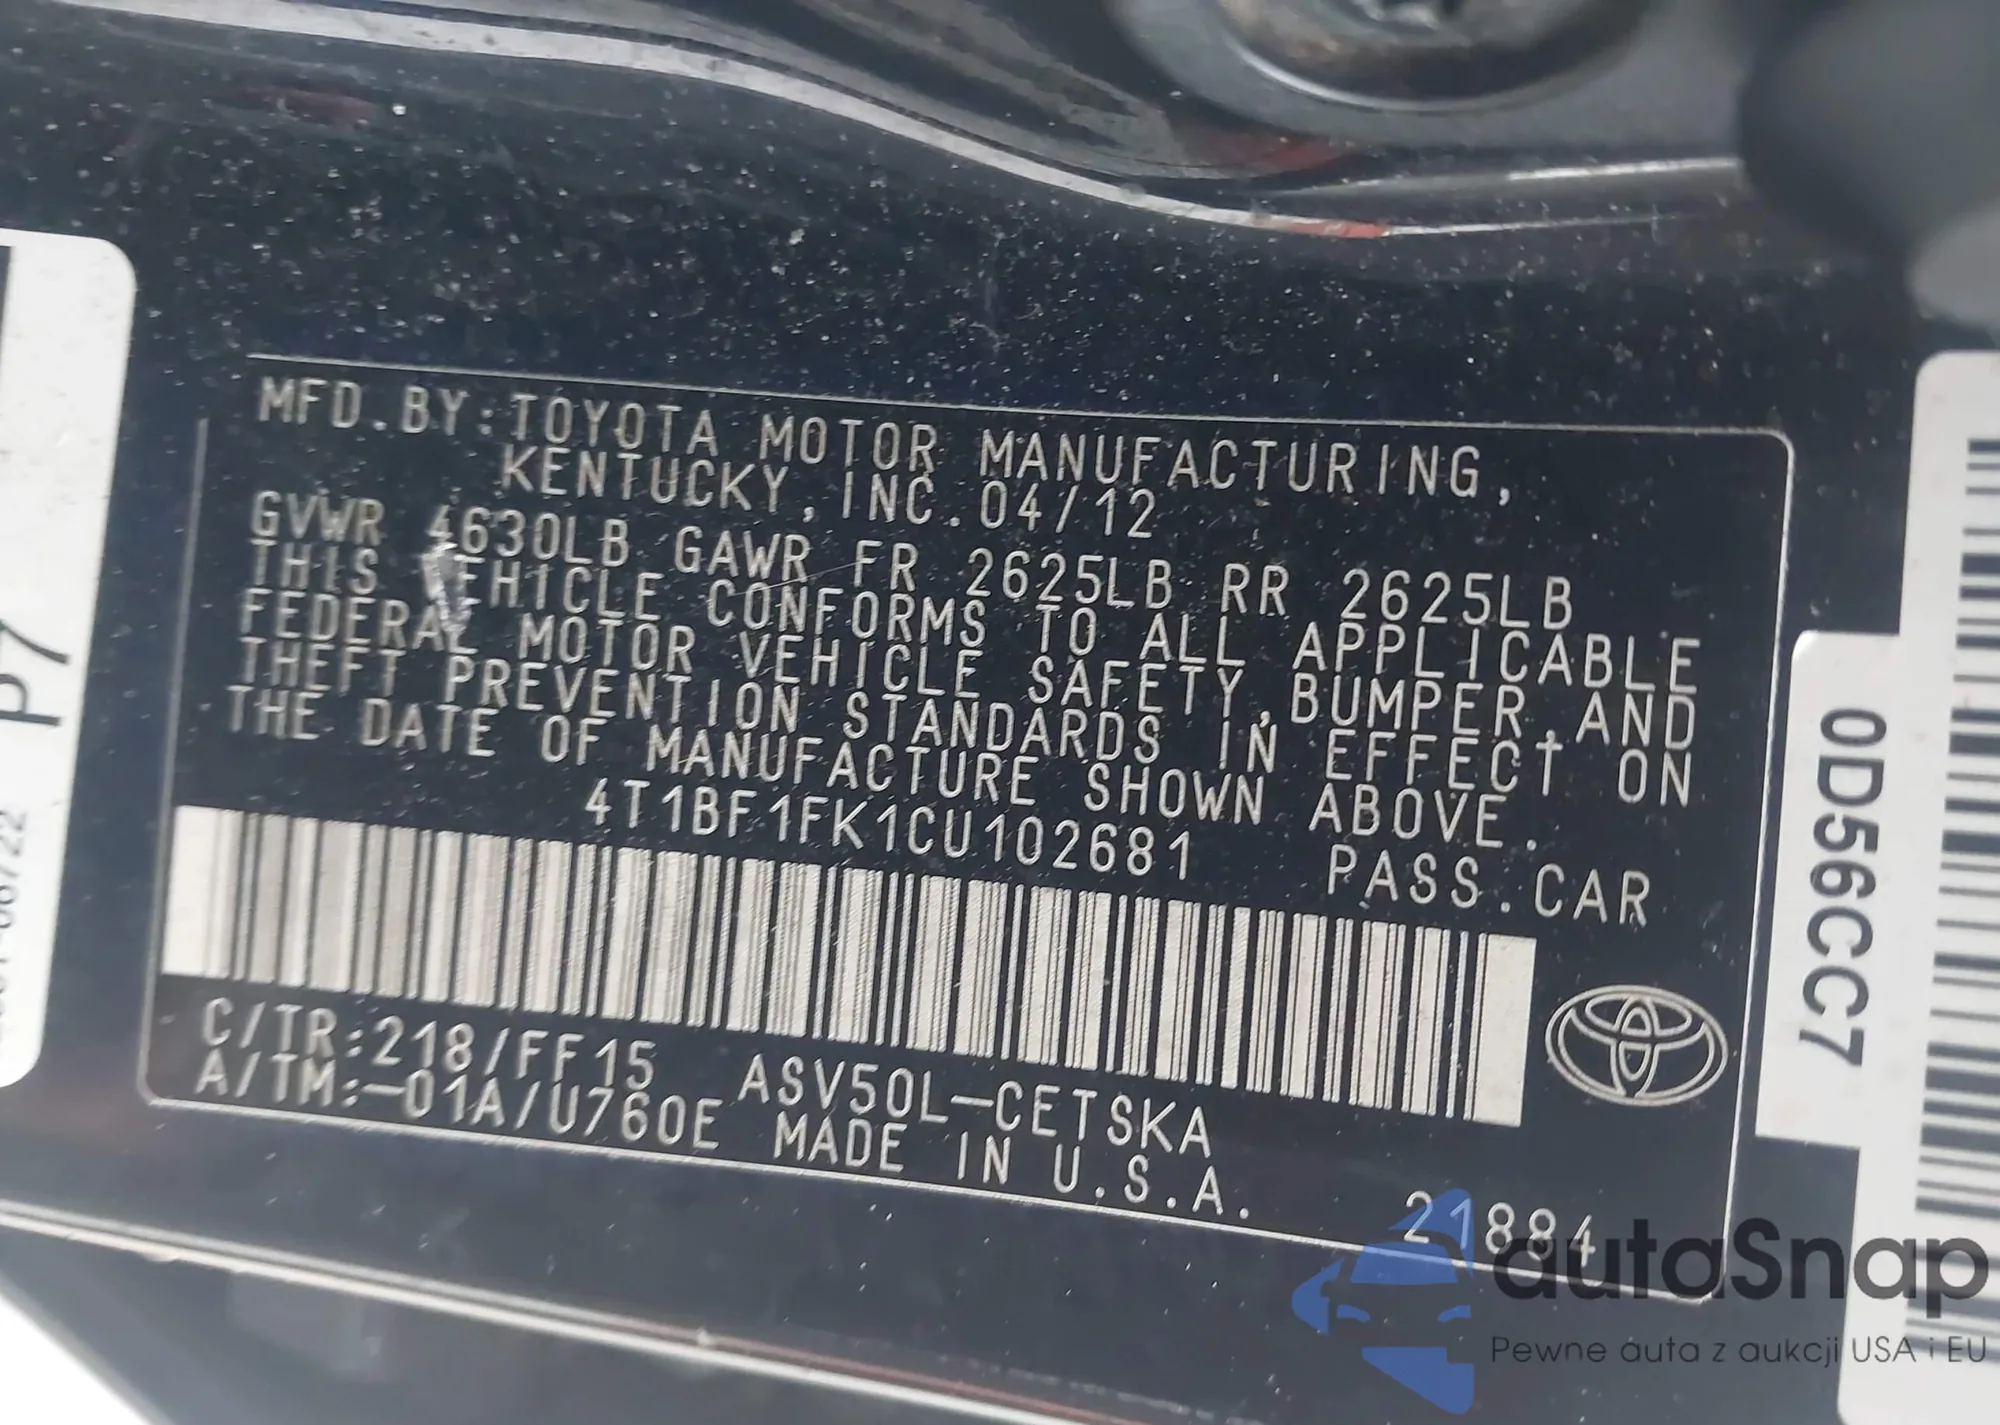 MFD.BY:TOYOTA MOTOR MANUFACTURING,
KENTUCKY, INC. 04/12
GVWR 4630LB GAWR FR 2625LB RR 2625LB
THIS VEHICLE CONFORMS TO ALL APPLICABLE
FEDERAL MOTOR VEHICLE SAFETY,BUMPER,AND
THEFT PREVENTION STANDARDS IN EFFECT ON
THE DATE OF MANUFACTURE SHOWN ABOVE.
4T1BF1FK1CU102681 PASS.CAR
C/TR:218/FF15 ASV50L-CETSKA
A/TM:-01A/U760E MADE IN U.S.A.
21884
P7
0D56CC7
autoSnap
Pewne auta z aukcji USA i EU